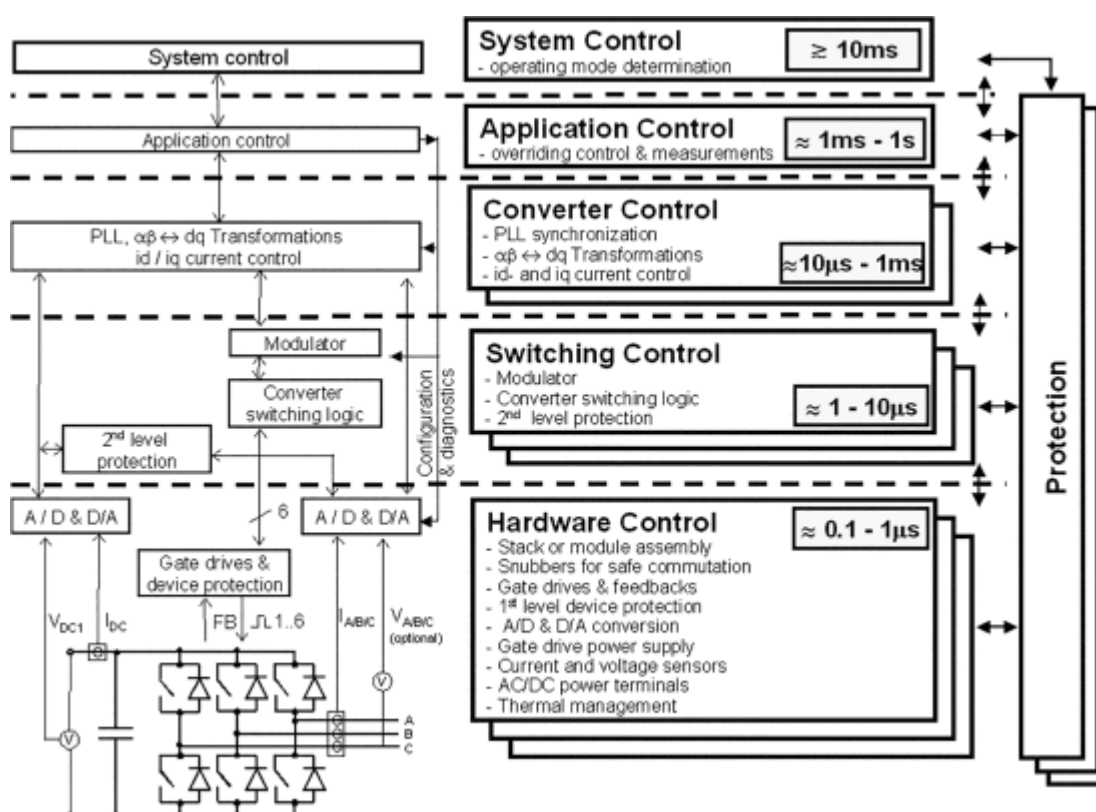 System control
Application control
PLL, αβ ↔ dq Transformations
id / iq current control
Modulator
Converter
switching logic
2nd level
protection
Configuration
& diagnostics
A / D & D/A
6
A / D & D/A
Gate drives &
device protection
VDC1
IDC
FB
1..6
IA/B/C
VA/B/C
(optional)
V
V
A
B
C
System Control
≥ 10ms
- operating mode determination
Application Control
- overriding control & measurements
≈ 1ms - 1s
Converter Control
- PLL synchronization
- αβ ↔ dq Transformations
- id- and iq current control
≈10µs - 1ms
Switching Control
- Modulator
- Converter switching logic
- 2nd level protection
≈ 1 - 10µs
Hardware Control
≈ 0.1 - 1µs
- Stack or module assembly
- Snubbers for safe commutation
- Gate drives & feedbacks
- 1st level device protection
- A/D & D/A conversion
- Gate drive power supply
- Current and voltage sensors
- AC/DC power terminals
- Thermal management
Protection